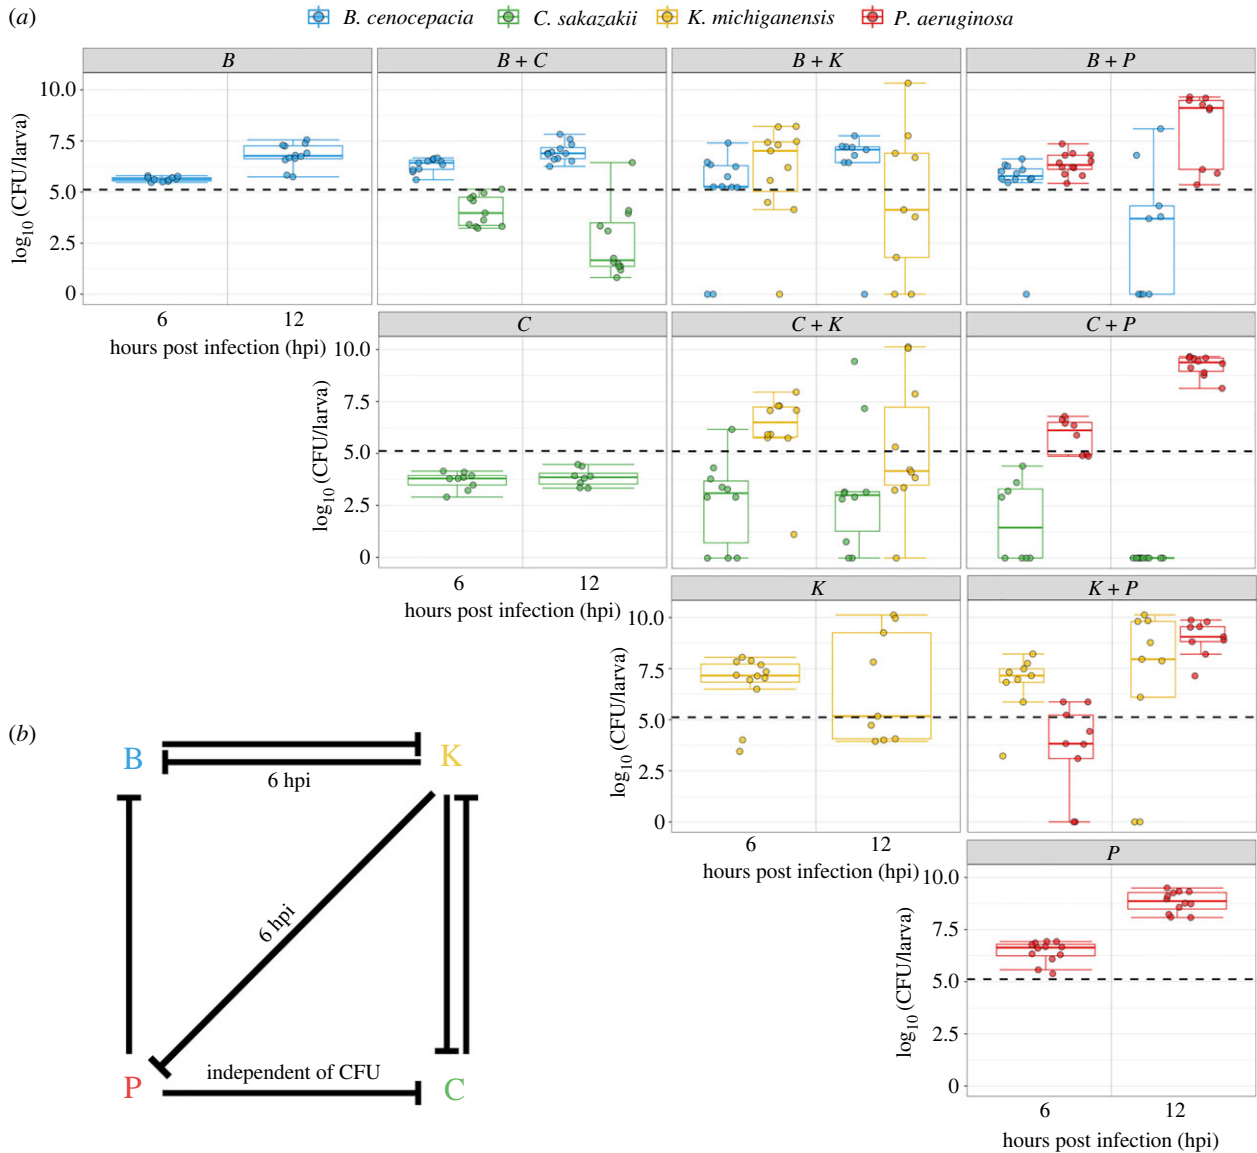 (a) B. cenocepacia C. sakazakii K. michiganensis P. aeruginosa
B B + C B + K B + P
10.0
7.5
5.0
2.5
0
log10 (CFU/larva)
6 12
hours post infection (hpi)
C C + K C + P
10.0
7.5
5.0
2.5
0
log10 (CFU/larva)
6 12
hours post infection (hpi)
K K + P
10.0
7.5
5.0
2.5
0
log10 (CFU/larva)
6 12
hours post infection (hpi)
P
10.0
7.5
5.0
2.5
0
log10 (CFU/larva)
6 12
hours post infection (hpi)
(b)
B K
6 hpi
6 hpi
independent of CFU
P C